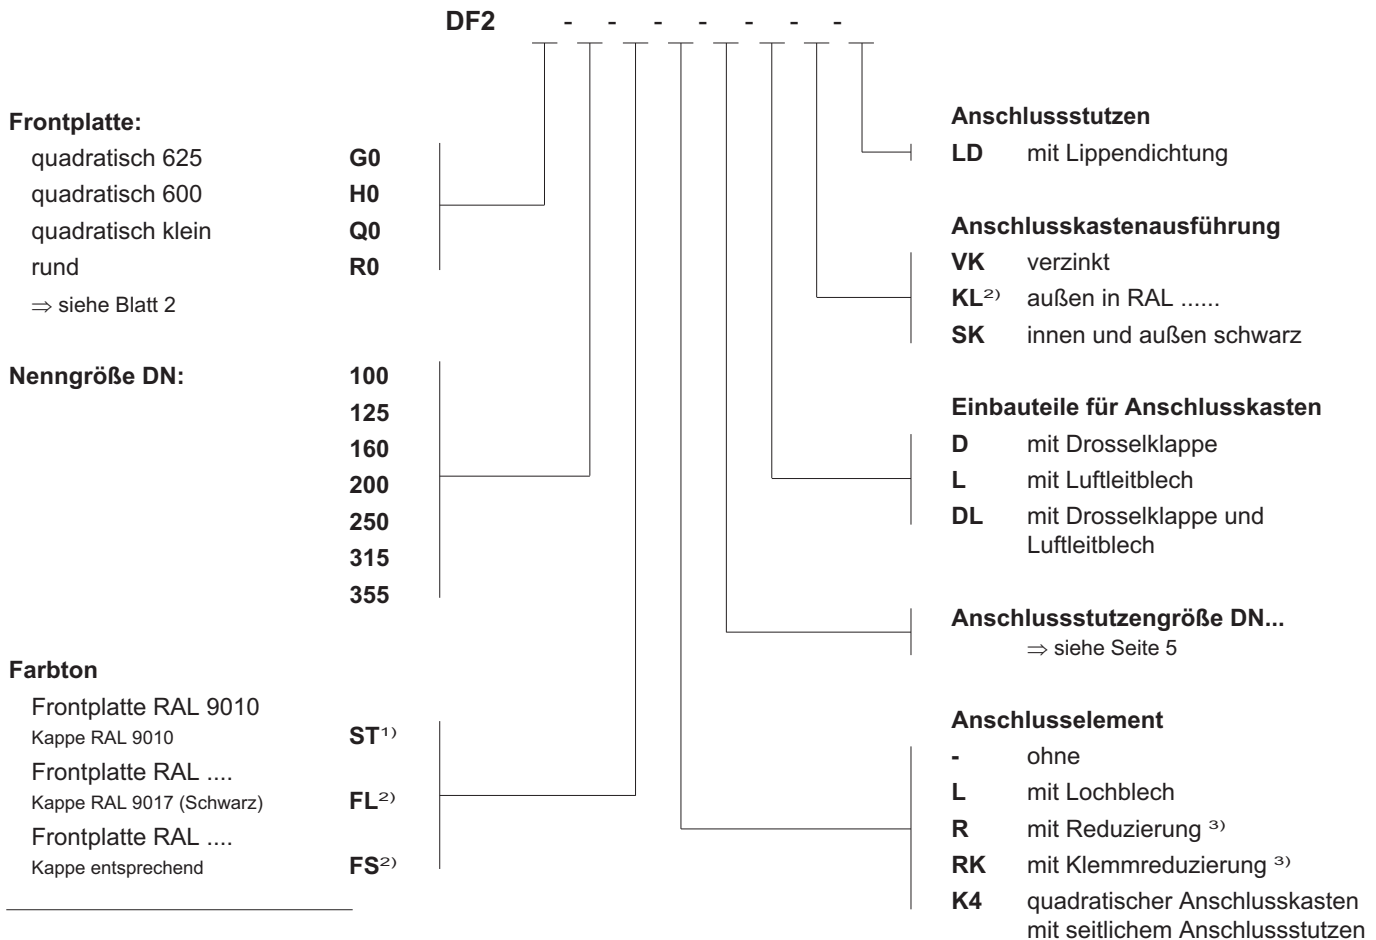 DF2 - - - - - - -
Frontplatte:
quadratisch 625 G0
quadratisch 600 H0
quadratisch klein Q0
rund R0
⇒ siehe Blatt 2
Nenngröße DN: 100
125
160
200
250
315
355
Farbton
Frontplatte RAL 9010
Kappe RAL 9010 ST¹⁾
Frontplatte RAL ....
Kappe RAL 9017 (Schwarz) FL²⁾
Frontplatte RAL ....
Kappe entsprechend FS²⁾
Anschlussstutzen
LD mit Lippendichtung
Anschlusskastenausführung
VK verzinkt
KL²⁾ außen in RAL ......
SK innen und außen schwarz
Einbauteile für Anschlusskasten
D mit Drosselklappe
L mit Luftleitblech
DL mit Drosselklappe und
Luftleitblech
Anschlussstutzengröße DN...
⇒ siehe Seite 5
Anschlusselement
- ohne
L mit Lochblech
R mit Reduzierung ³⁾
RK mit Klemmreduzierung ³⁾
K4 quadratischer Anschlusskasten
mit seitlichem Anschlussstutzen